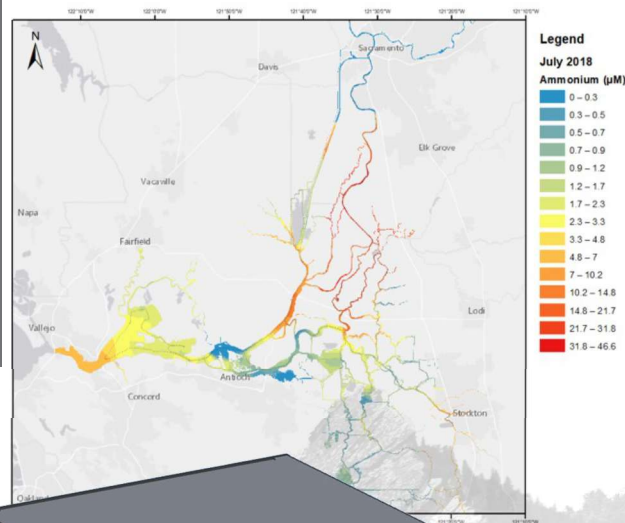 N
Sacramento
Davis
Elk Grove
Vacaville
Napa
Fairfield
Lodi
Vallejo
Antioch
Concord
Stockton
Legend
July 2018
Ammonium (µM)
0 – 0.3
0.3 – 0.5
0.5 – 0.7
0.7 – 0.9
0.9 – 1.2
1.2 – 1.7
1.7 – 2.3
2.3 – 3.3
3.3 – 4.8
4.8 – 7
7 – 10.2
10.2 – 14.8
14.8 – 21.7
21.7 – 31.8
31.8 – 46.6